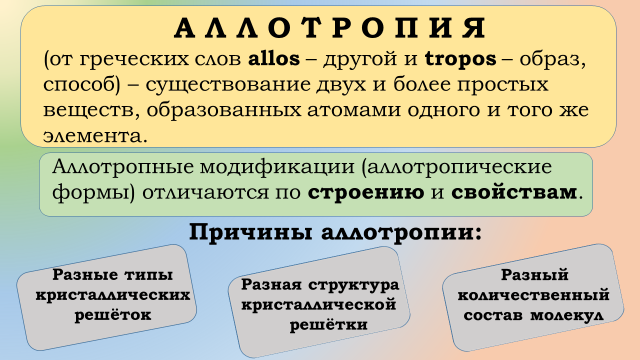 АЛЛОТРОПИЯ
(от греческих слов allos – другой и tropos – образ,
способ) – существование двух и более простых
веществ, образованных атомами одного и того же
элемента.
Аллотропные модификации (аллотропические
формы) отличаются по строению и свойствам.
Причины аллотропии:
Разные типы
кристаллических
решёток
Разная структура
кристаллической
решётки
Разный
количественный
состав молекул